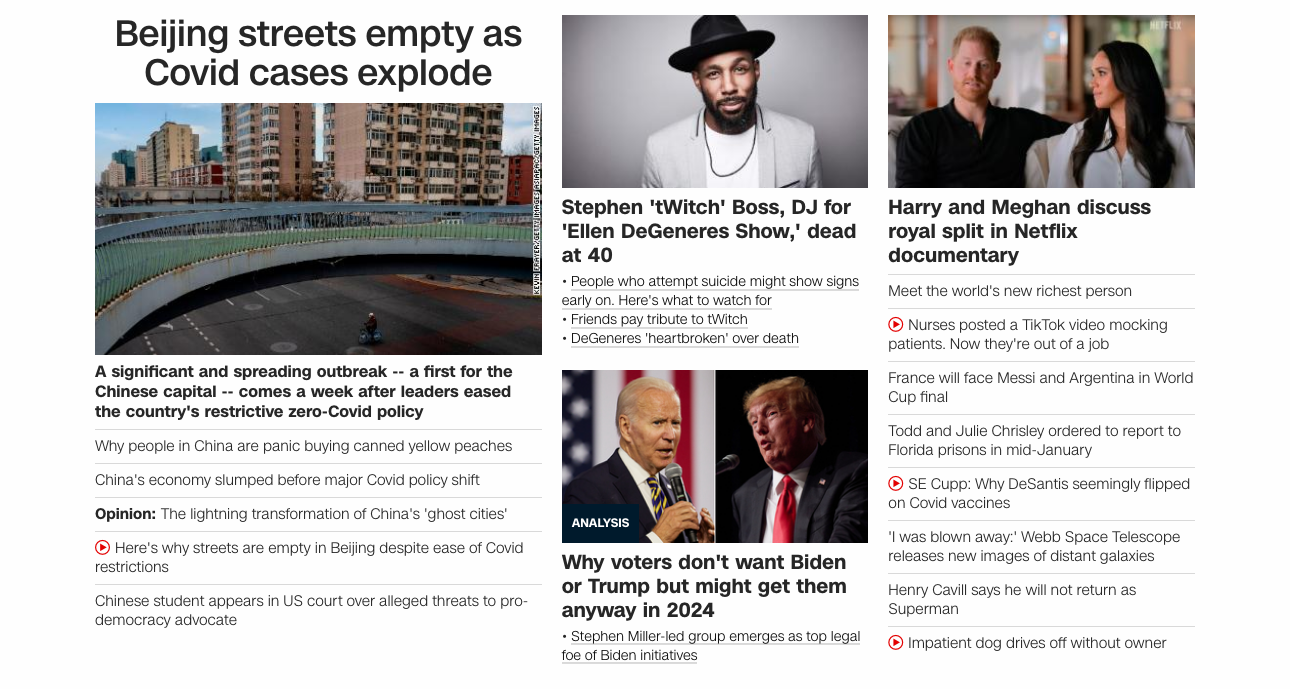 Beijing streets empty as
Covid cases explode
KEVIN FRAYER/GETTY IMAGES ASIAPAC/GETTY IMAGES
A significant and spreading outbreak -- a first for the
Chinese capital -- comes a week after leaders eased
the country's restrictive zero-Covid policy
Why people in China are panic buying canned yellow peaches
China's economy slumped before major Covid policy shift
Opinion: The lightning transformation of China's 'ghost cities'
Here's why streets are empty in Beijing despite ease of Covid
restrictions
Chinese student appears in US court over alleged threats to pro-
democracy advocate
Stephen 'tWitch' Boss, DJ for
'Ellen DeGeneres Show,' dead
at 40
• People who attempt suicide might show signs
early on. Here's what to watch for
• Friends pay tribute to tWitch
• DeGeneres 'heartbroken' over death
ANALYSIS
Why voters don't want Biden
or Trump but might get them
anyway in 2024
• Stephen Miller-led group emerges as top legal
foe of Biden initiatives
NETFLIX
Harry and Meghan discuss
royal split in Netflix
documentary
Meet the world's new richest person
Nurses posted a TikTok video mocking
patients. Now they're out of a job
France will face Messi and Argentina in World
Cup final
Todd and Julie Chrisley ordered to report to
Florida prisons in mid-January
SE Cupp: Why DeSantis seemingly flipped
on Covid vaccines
'I was blown away:' Webb Space Telescope
releases new images of distant galaxies
Henry Cavill says he will not return as
Superman
Impatient dog drives off without owner